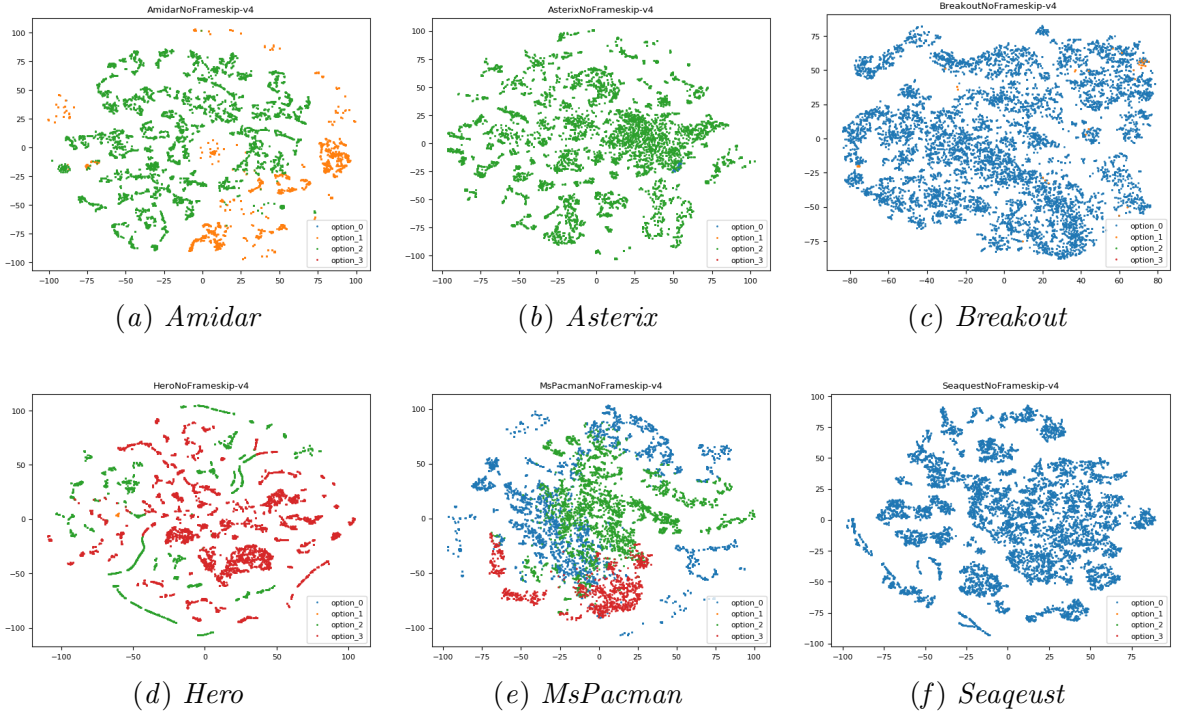 AmidarNoFrameskip-v4
100
75
50
25
0
−25
−50
−75
−100
−100
−75
−50
−25
0
25
50
75
100
option_0
option_1
option_2
option_3
(a) Amidar
AsterixNoFrameskip-v4
100
75
50
25
0
−25
−50
−75
−100
−100
−75
−50
−25
0
25
50
75
100
option_0
option_1
option_2
option_3
(b) Asterix
BreakoutNoFrameskip-v4
75
50
25
0
−25
−50
−75
−80
−60
−40
−20
0
20
40
60
80
option_0
option_1
option_2
option_3
(c) Breakout
HeroNoFrameskip-v4
100
50
0
−50
−100
−100
−50
0
50
100
option_0
option_1
option_2
option_3
(d) Hero
MsPacmanNoFrameskip-v4
100
75
50
25
0
−25
−50
−75
−100
−100
−75
−50
−25
0
25
50
75
100
option_0
option_1
option_2
option_3
(e) MsPacman
SeaquestNoFrameskip-v4
100
75
50
25
0
−25
−50
−75
−100
−100
−75
−50
−25
0
25
50
75
option_0
option_1
option_2
option_3
(f) Seaqeust